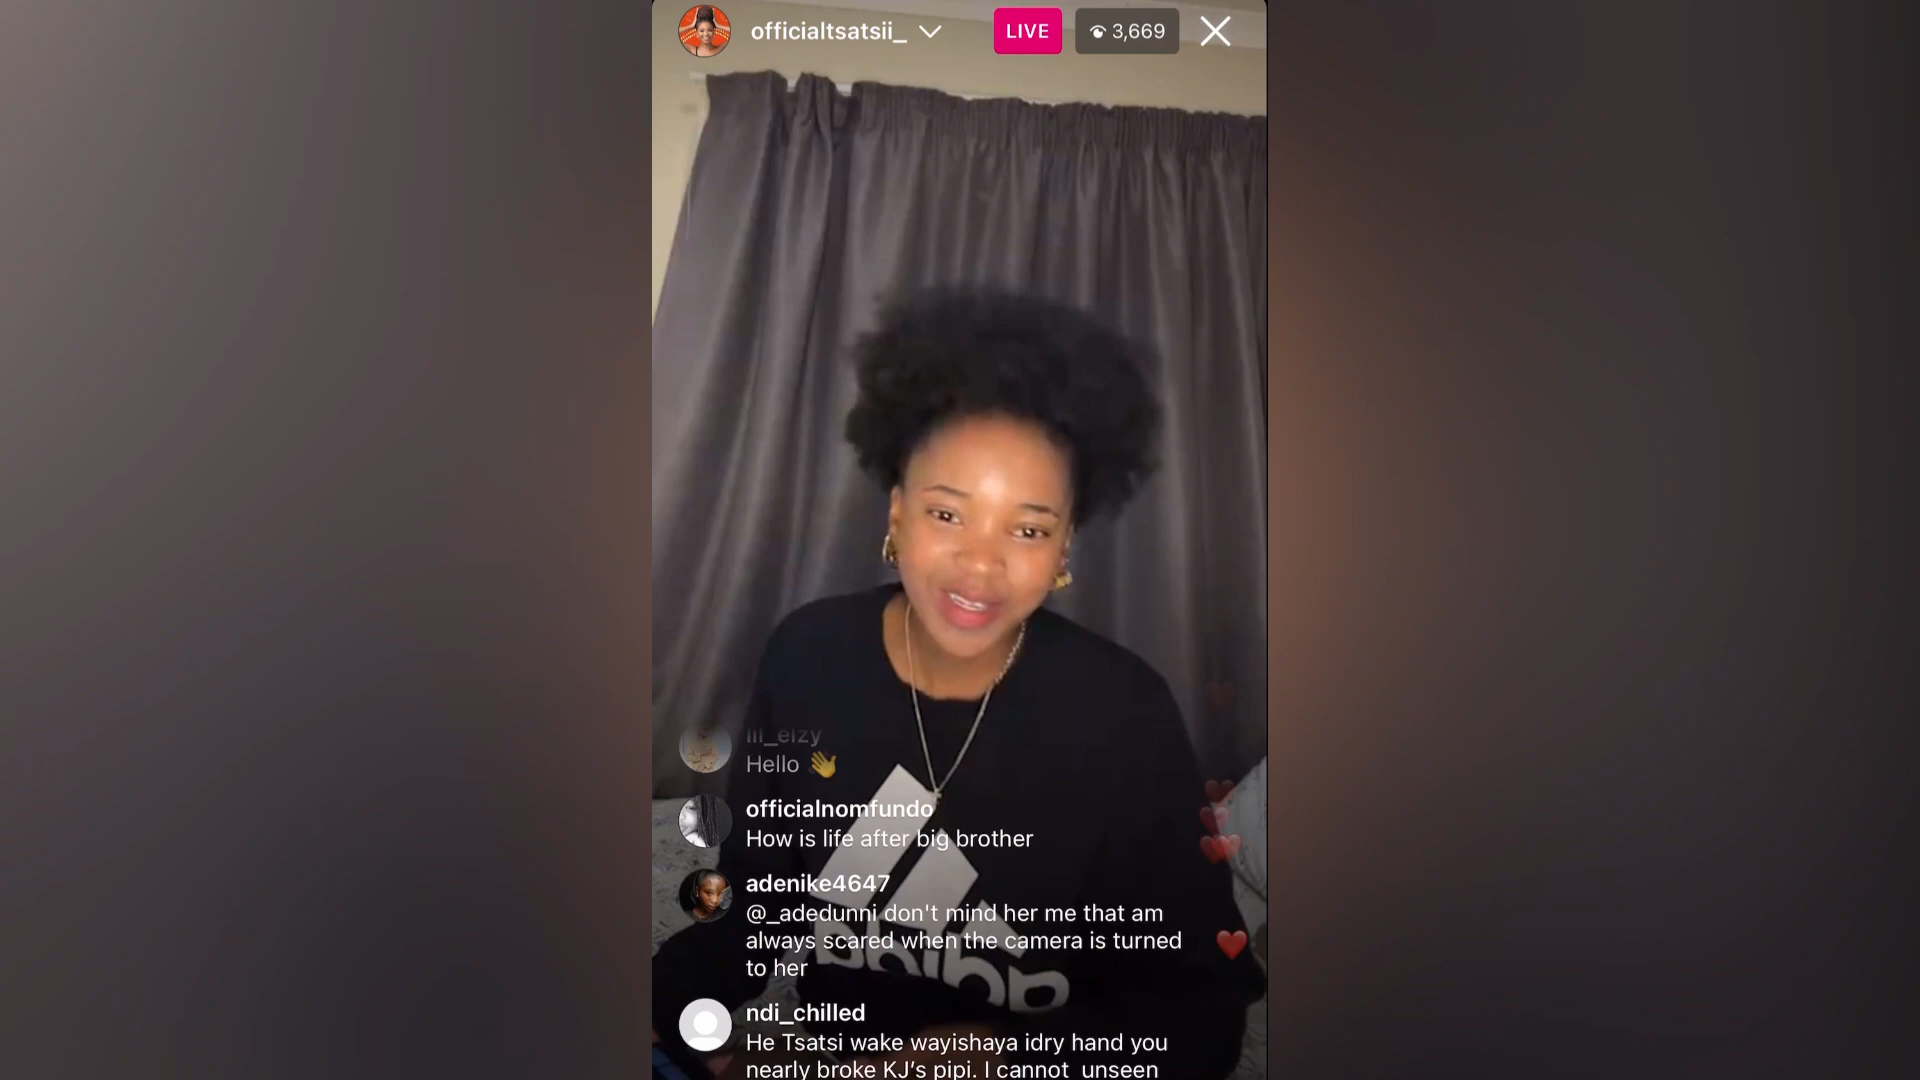 officialtsatsii_
LIVE
3,669
lil_elzy
Hello 👋
officialnomfundo
How is life after big brother
adenike4647
@_adedunni don't mind her me that am
always scared when the camera is turned
to her
adidas
ndi_chilled
He Tsatsi wake wayishaya idry hand you
nearly broke KJ’s pipi. I cannot unseen